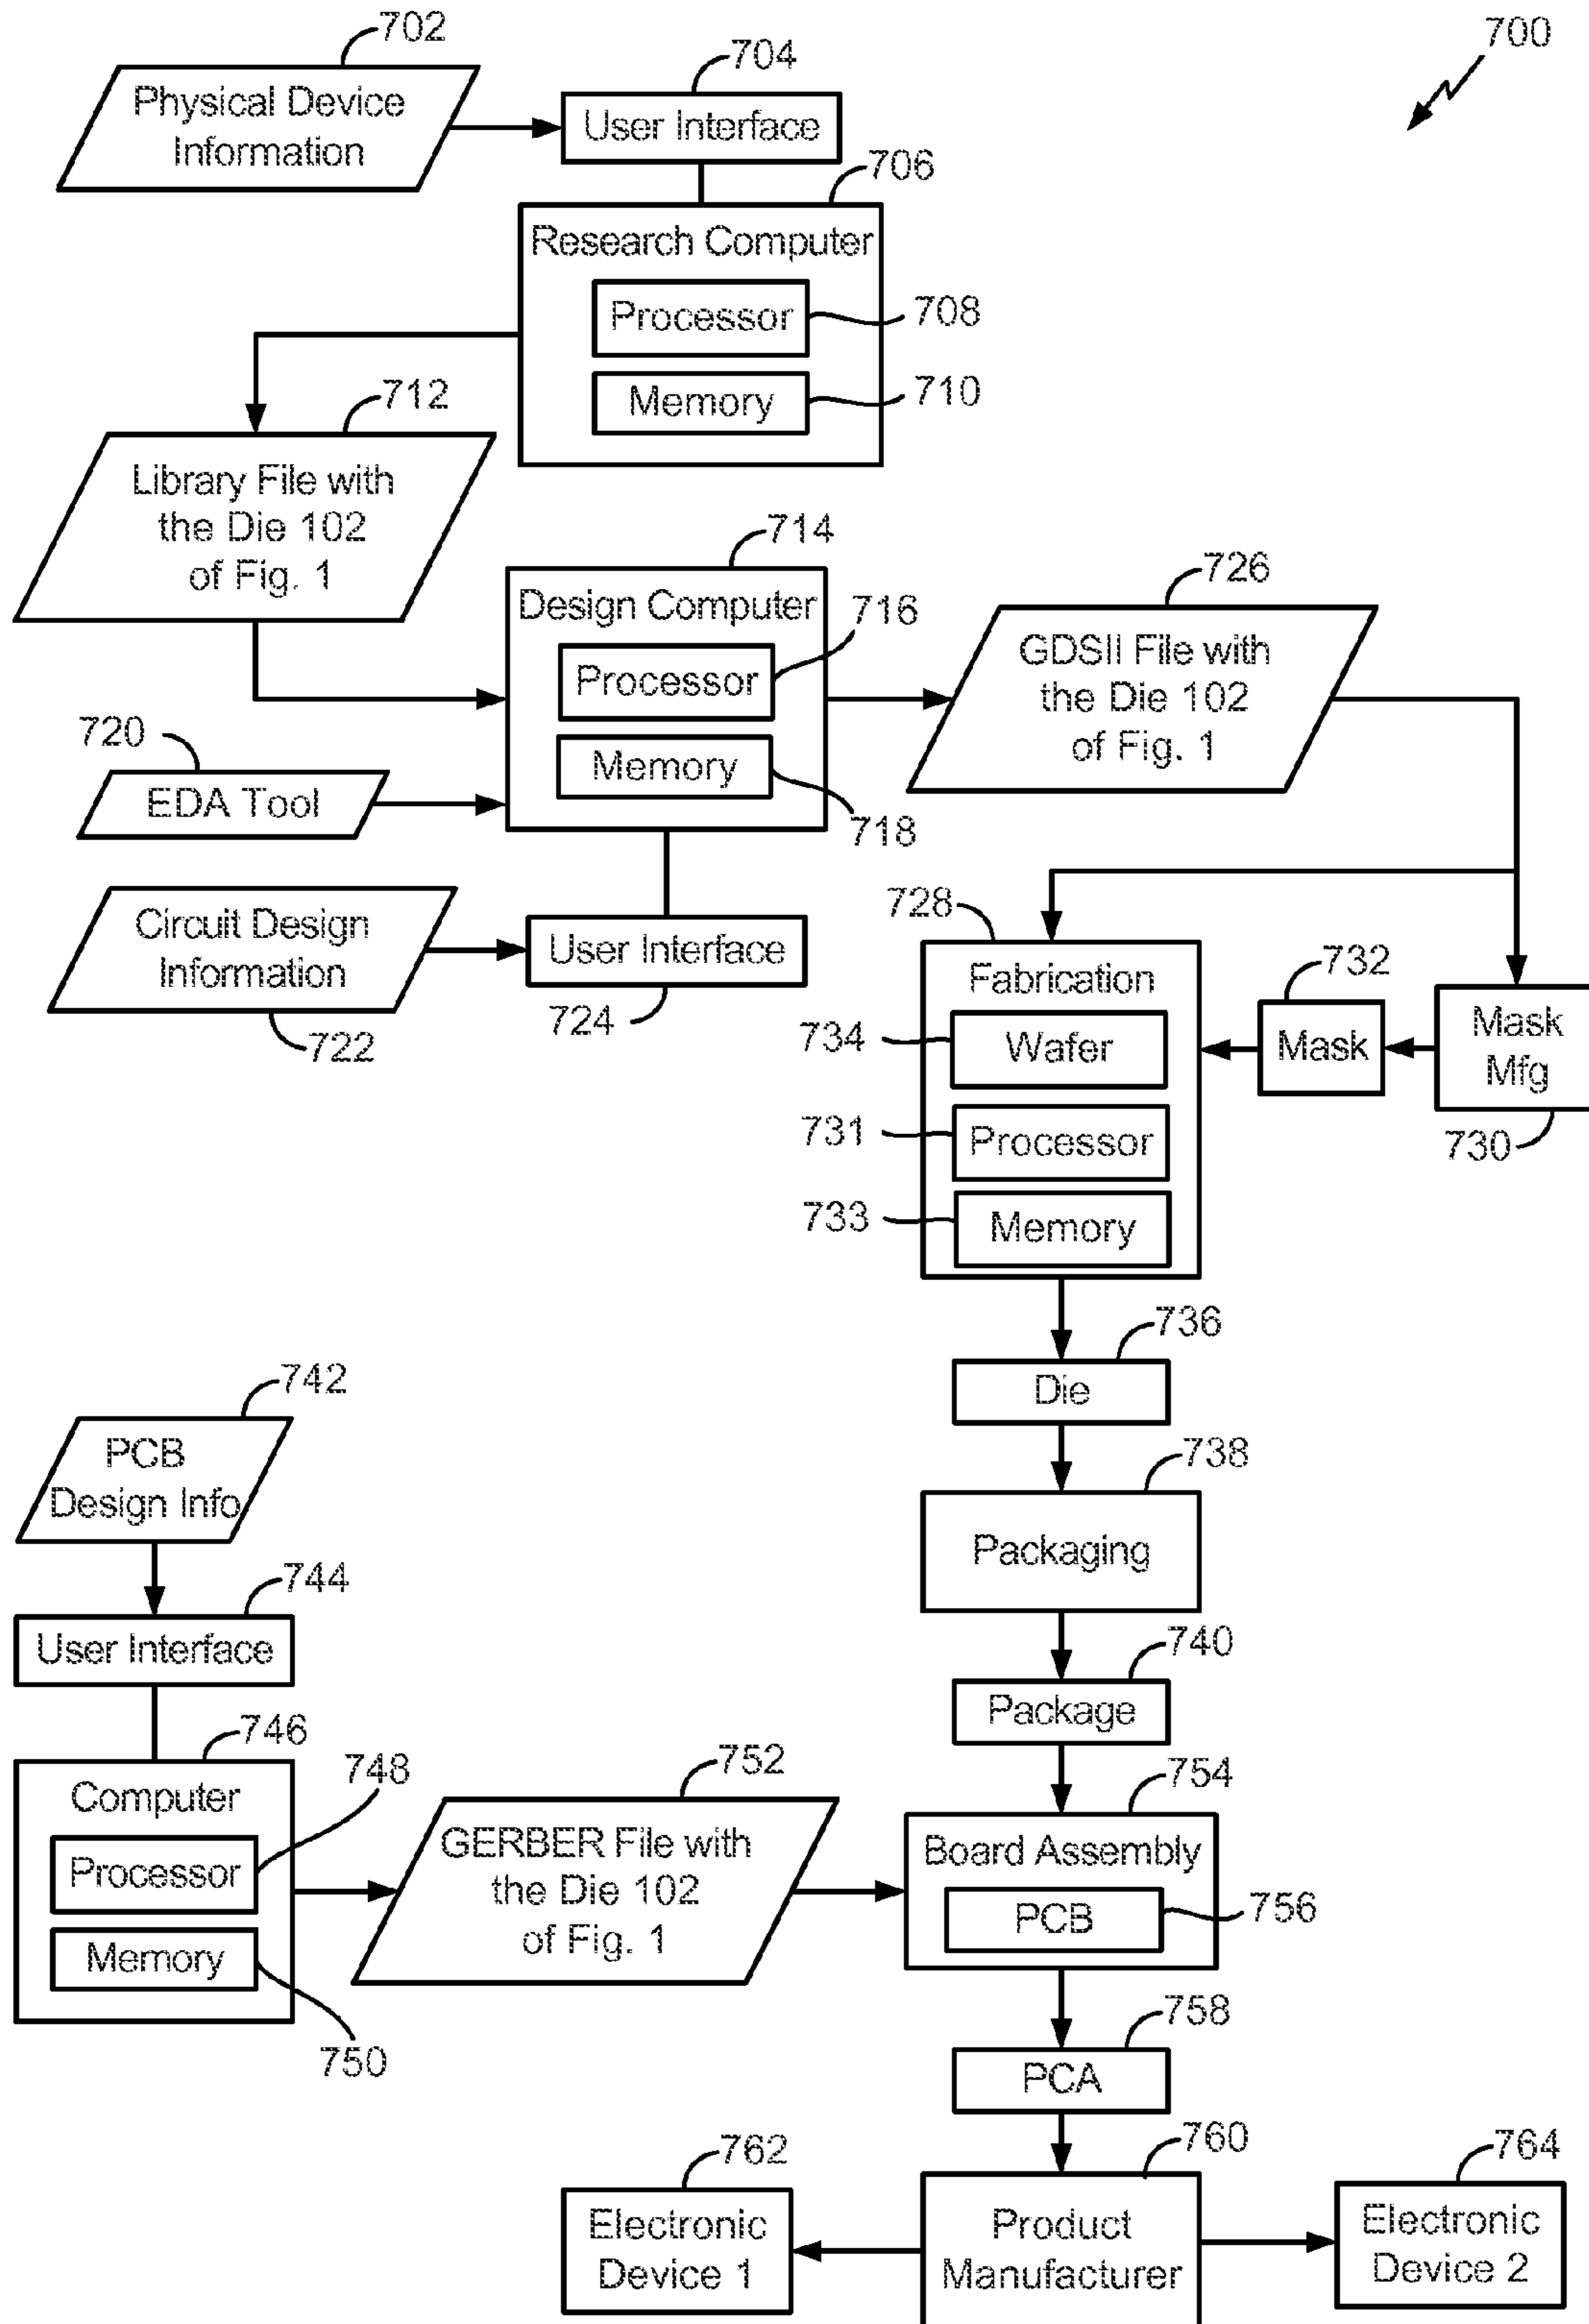 700
702
Physical Device
Information
704
User Interface
706
Research Computer
Processor
708
Memory
710
712
Library File with
the Die 102
of Fig. 1
714
Design Computer
716
Processor
Memory
718
720
EDA Tool
Circuit Design
Information
722
User Interface
724
726
GDSII File with
the Die 102
of Fig. 1
728
Fabrication
734
Wafer
731
Processor
733
Memory
732
Mask
Mask
Mfg
730
736
Die
738
Packaging
740
Package
742
PCB
Design Info
744
User Interface
746
Computer
748
Processor
Memory
750
752
GERBER File with
the Die 102
of Fig. 1
754
Board Assembly
PCB
756
758
PCA
760
Product
Manufacturer
762
Electronic
Device 1
764
Electronic
Device 2